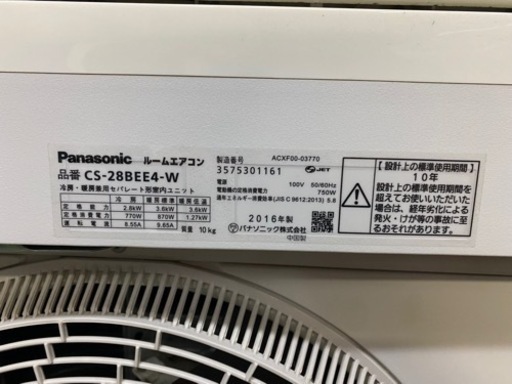 Panasonic ルームエアコン
品番 CS-28BEE4-W
冷房・暖房兼用セパレート形室内ユニット
冷房 暖房標準 暖房低温
能力 2.8kW 3.6kW 3.6kW
定格消費電力 770W 870W 1.27kW
運転電流 8.55A 9.65A
質量 10kg
ACXF00-03770
製造番号
3575301161
JET
100V 50/60Hz
電動機の定格消費電力 750W
通年エネルギー消費効率(JIS C 9612:2013) 5.8
2016年製
パナソニック株式会社
中国製
【設計上の標準使用期間】
10年
設計上の標準使用期間を
超えてお使いいただいた
場合は、経年劣化による
発火・けが等の事故に至
るおそれがあります。